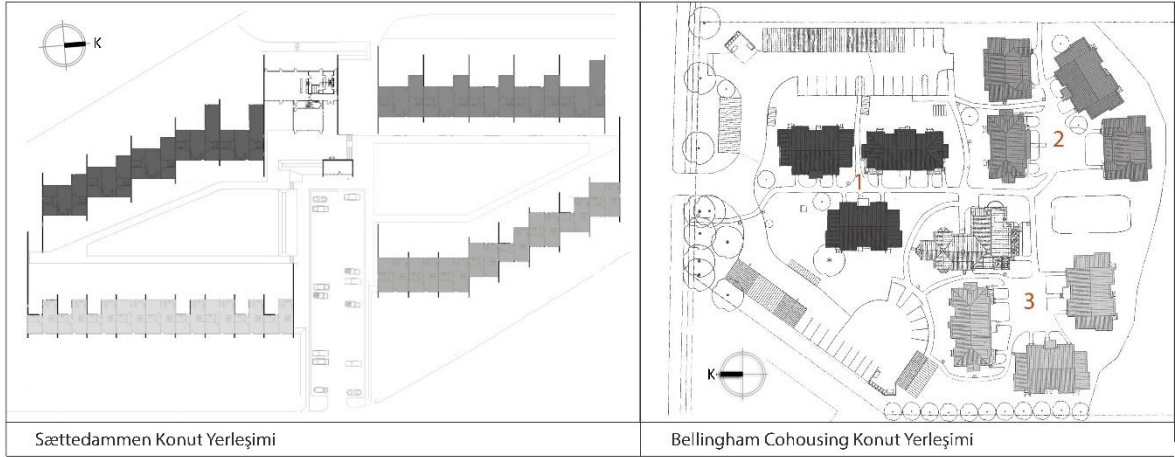 K
1
2
3
K
Sættedammen Konut Yerleşimi
Bellingham Cohousing Konut Yerleşimi